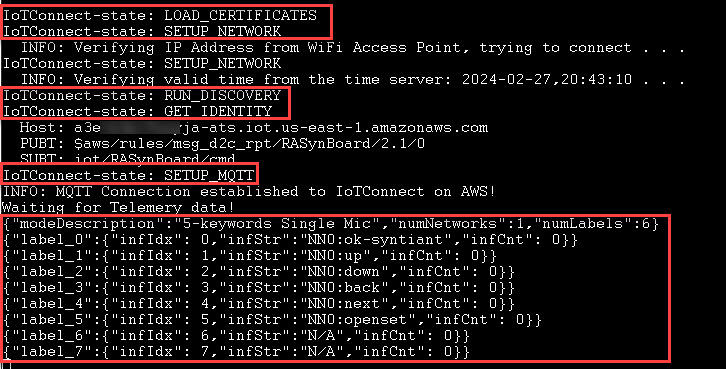 IoTConnect-state: LOAD_CERTIFICATES
IoTConnect-state: SETUP_NETWORK
INFO: Verifying IP Address from WiFi Access Point, trying to connect . . .
IoTConnect-state: SETUP_NETWORK
INFO: Verifying valid time from the time server: 2024-02-27,20:43:10 . . .
IoTConnect-state: RUN_DISCOVERY
IoTConnect-state: GET_IDENTITY
Host: a3e ja-ats.iot.us-east-1.amazonaws.com
PUBT: $aws/rules/msg_d2c_rpt/RASynBoard/2.1/0
SUBT: iot/RASynBoard/cmd
IoTConnect-state: SETUP_MQTT
INFO: MQTT Connection established to IoTConnect on AWS!
Waiting for Telemery data!
{"modeDescription":"5-keywords Single Mic","numNetworks":1,"numLabels":6}
{"label_0":{"infIdx": 0,"infStr":"NN0:ok-syntiant","infCnt": 0}}
{"label_1":{"infIdx": 1,"infStr":"NN0:up","infCnt": 0}}
{"label_2":{"infIdx": 2,"infStr":"NN0:down","infCnt": 0}}
{"label_3":{"infIdx": 3,"infStr":"NN0:back","infCnt": 0}}
{"label_4":{"infIdx": 4,"infStr":"NN0:next","infCnt": 0}}
{"label_5":{"infIdx": 5,"infStr":"NN0:openset","infCnt": 0}}
{"label_6":{"infIdx": 6,"infStr":"N/A","infCnt": 0}}
{"label_7":{"infIdx": 7,"infStr":"N/A","infCnt": 0}}